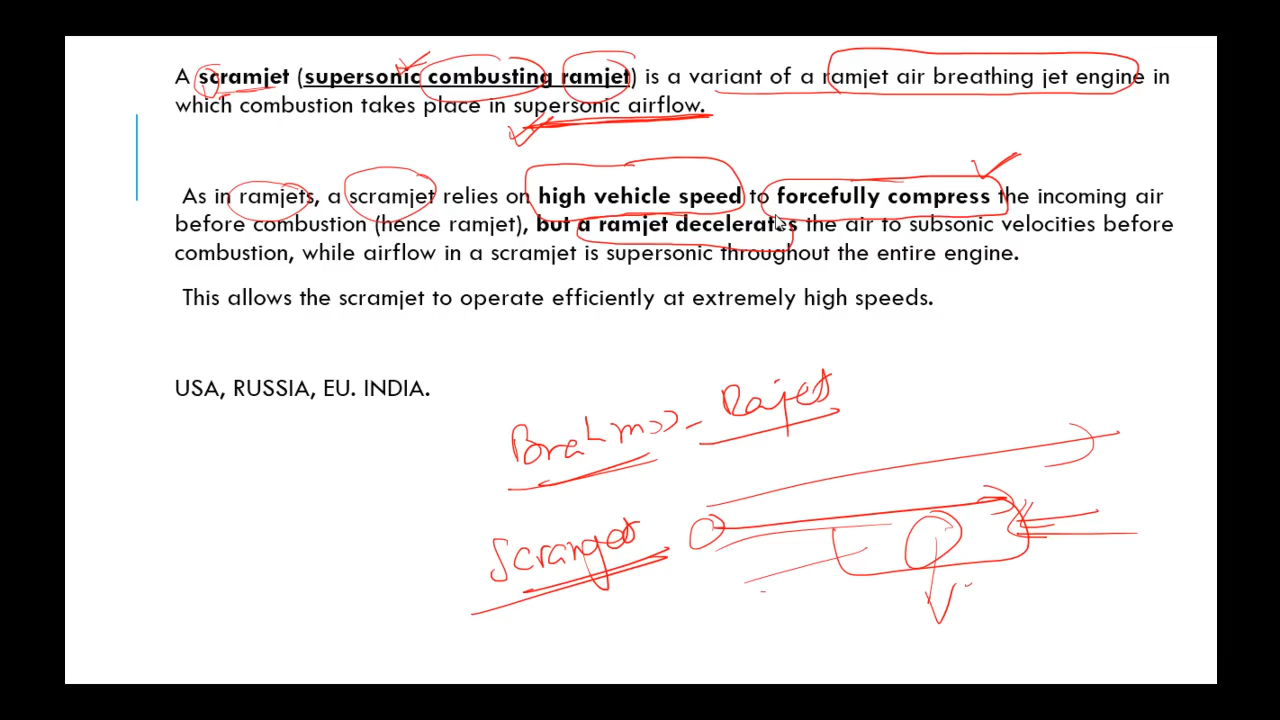 A scramjet (supersonic combusting ramjet) is a variant of a ramjet air breathing jet engine in
which combustion takes place in supersonic airflow.
As in ramjets, a scramjet relies on high vehicle speed to forcefully compress the incoming air
before combustion (hence ramjet), but a ramjet decelerates the air to subsonic velocities before
combustion, while airflow in a scramjet is supersonic throughout the entire engine.
This allows the scramjet to operate efficiently at extremely high speeds.
USA, RUSSIA, EU. INDIA.
Rajet
Scramjet